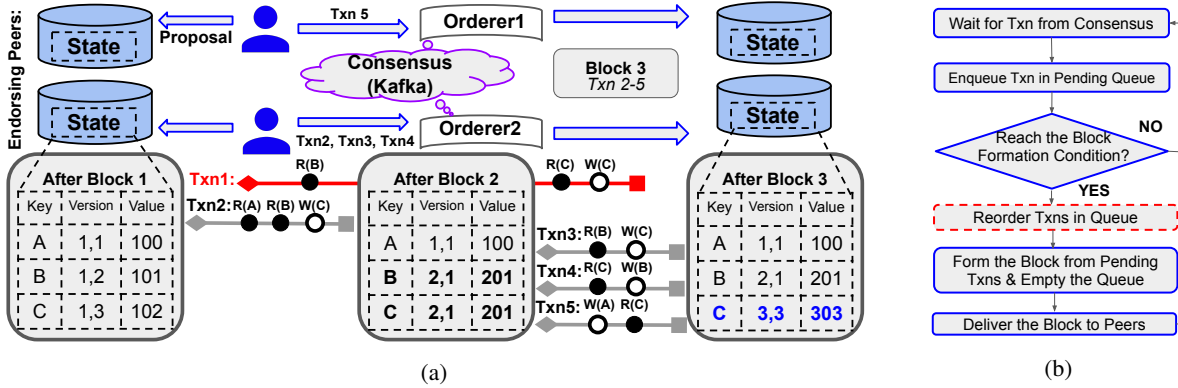 Endorsing Peers:
State
Proposal
Txn 5
Orderer1
Consensus
(Kafka)
Block 3
Txn 2-5
State
State
Txn2, Txn3, Txn4
Orderer2
State
After Block 1
Key Version Value
A 1,1 100
B 1,2 101
C 1,3 102
Txn1: R(B) R(C) W(C)
Txn2: R(A) R(B) W(C)
After Block 2
Key Version Value
A 1,1 100
B 2,1 201
C 2,1 201
Txn3: R(B) W(C)
Txn4: R(C) W(B)
Txn5: W(A) R(C)
After Block 3
Key Version Value
A 1,1 100
B 2,1 201
C 3,3 303
(a)
Wait for Txn from Consensus
Enqueue Txn in Pending Queue
Reach the Block
Formation Condition?
NO
YES
Reorder Txns in Queue
Form the Block from Pending
Txns & Empty the Queue
Deliver the Block to Peers
(b)